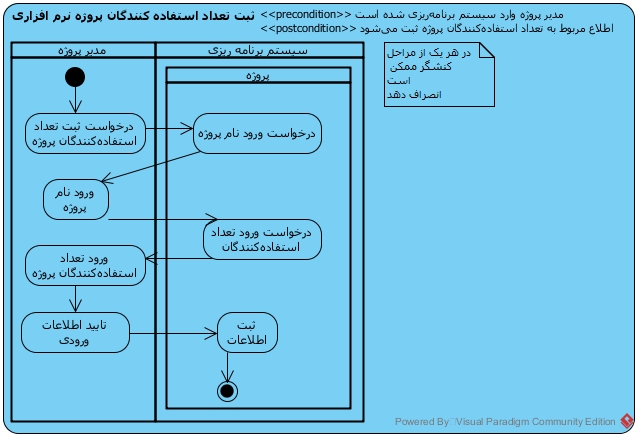 ثبت تعداد استفاده کنندگان پروژه نرم افزاری
<<precondition>> مدیر پروژه وارد سیستم برنامه‌ریزی شده است
<<postcondition>> اطلاع مربوط به تعداد استفاده‌کنندگان پروژه ثبت می‌شود
مدیر پروژه
سیستم برنامه ریزی
پروژه
در هر یک از مراحل
کنشگر ممکن
است
انصراف دهد
درخواست ثبت تعداد
استفاده‌کنندگان پروژه
درخواست ورود نام پروژه
ورود نام
پروژه
درخواست ورود تعداد
استفاده‌کنندگان
ورود تعداد
استفاده‌کنندگان پروژه
تایید اطلاعات
ورودی
ثبت
اطلاعات
Powered By Visual Paradigm Community Edition